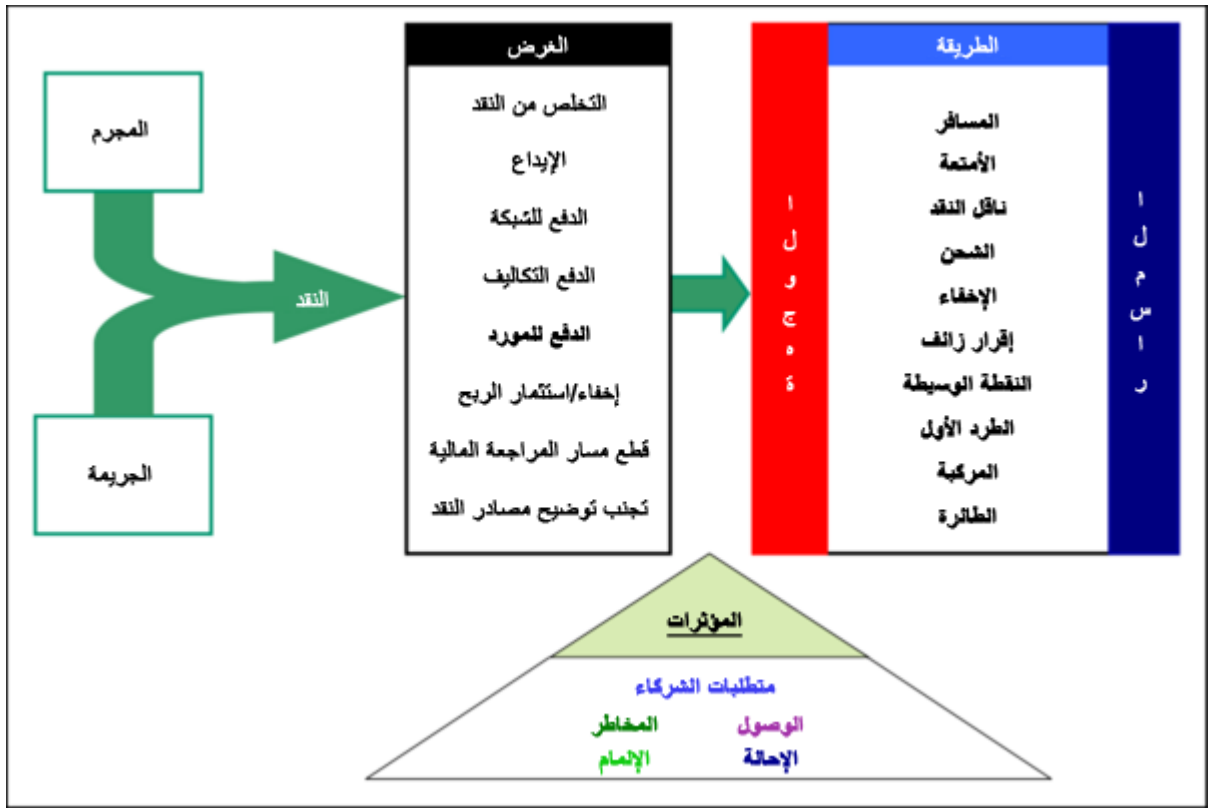 المجرم
الجريمة
النقد
الغرض
التخلص من النقد
الإيداع
الدفع للشبكة
الدفع التكاليف
الدفع للمورد
إخفاء/استثمار الربح
قطع مسار المراجعة المالية
تجنب توضيح مصادر النقد
ا
ل
و
ج
ه
ة
الطريقة
المسافر
الأمتعة
ناقل النقد
الشحن
الإخفاء
إقرار زائف
النقطة الوسيطة
الطرد الأول
المركبة
الطائرة
ا
ل
م
س
ا
ر
المؤثرات
متطلبات الشركاء
الوصول المخاطر
الإحالة الإلمام